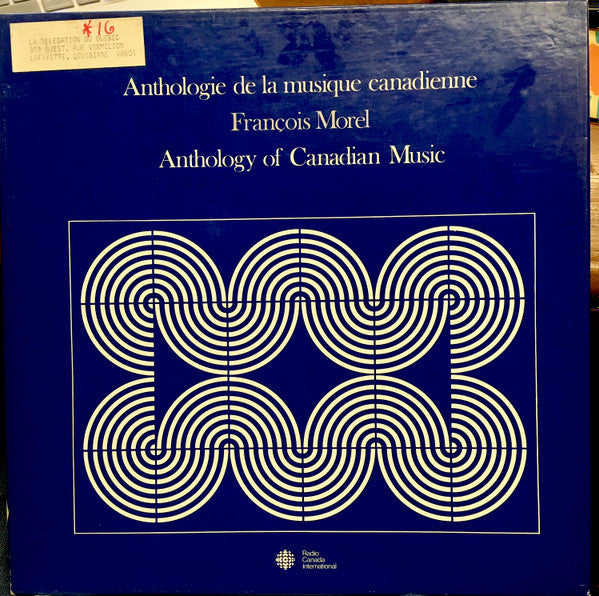 #16
LA DELEGATION DU QUEBEC
LAFAYETTE, LOUISIANE 70501
Anthologie de la musique canadienne
François Morel
Anthology of Canadian Music
Radio
Canada
International